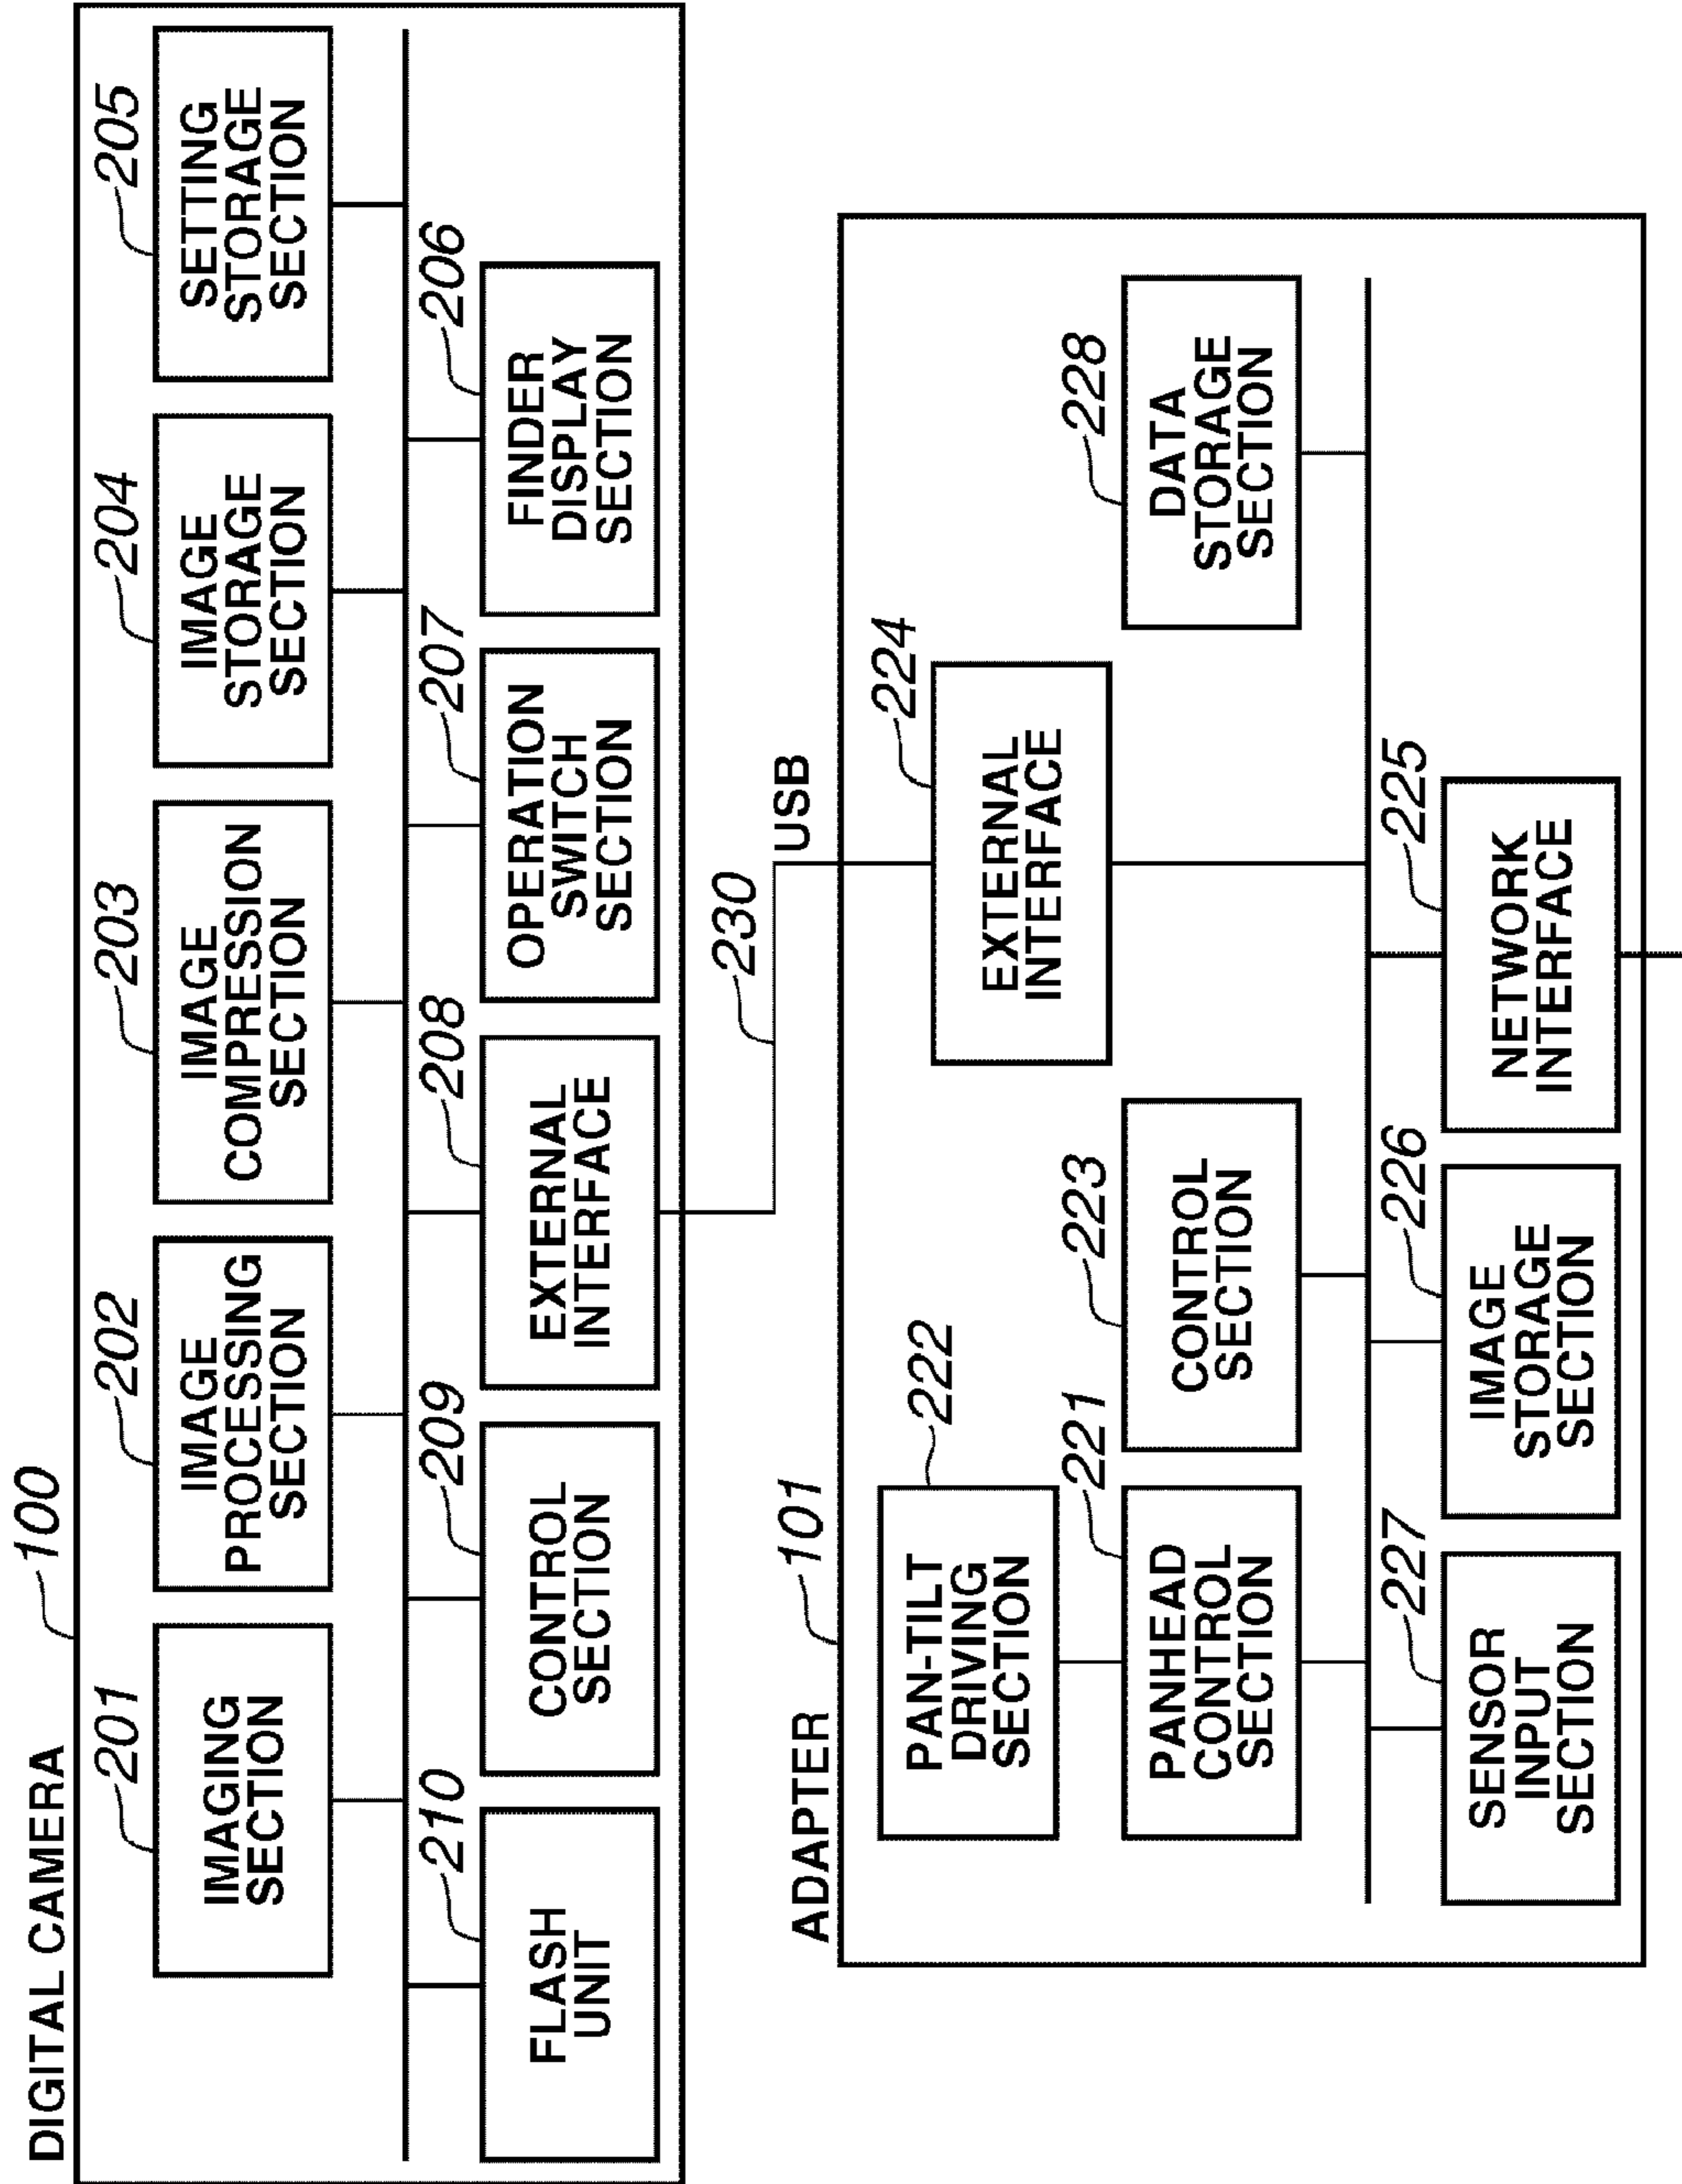 DIGITAL CAMERA
100
201
IMAGING
SECTION
202
IMAGE
PROCESSING
SECTION
203
IMAGE
COMPRESSION
SECTION
204
IMAGE
STORAGE
SECTION
205
SETTING
STORAGE
SECTION
210
FLASH
UNIT
209
CONTROL
SECTION
208
EXTERNAL
INTERFACE
207
OPERATION
SWITCH
SECTION
206
FINDER
DISPLAY
SECTION
230
USB
ADAPTER
101
222
PAN-TILT
DRIVING
SECTION
224
EXTERNAL
INTERFACE
221
PANHEAD
CONTROL
SECTION
223
CONTROL
SECTION
228
DATA
STORAGE
SECTION
227
SENSOR
INPUT
SECTION
226
IMAGE
STORAGE
SECTION
225
NETWORK
INTERFACE